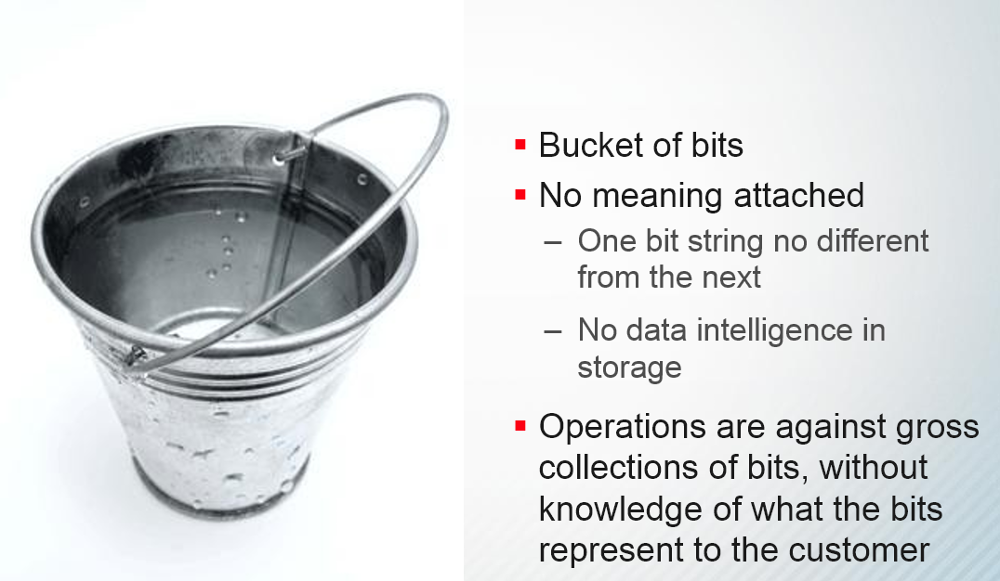 ▪ Bucket of bits
▪ No meaning attached
– One bit string no different
from the next
– No data intelligence in
storage
▪ Operations are against gross
collections of bits, without
knowledge of what the bits
represent to the customer